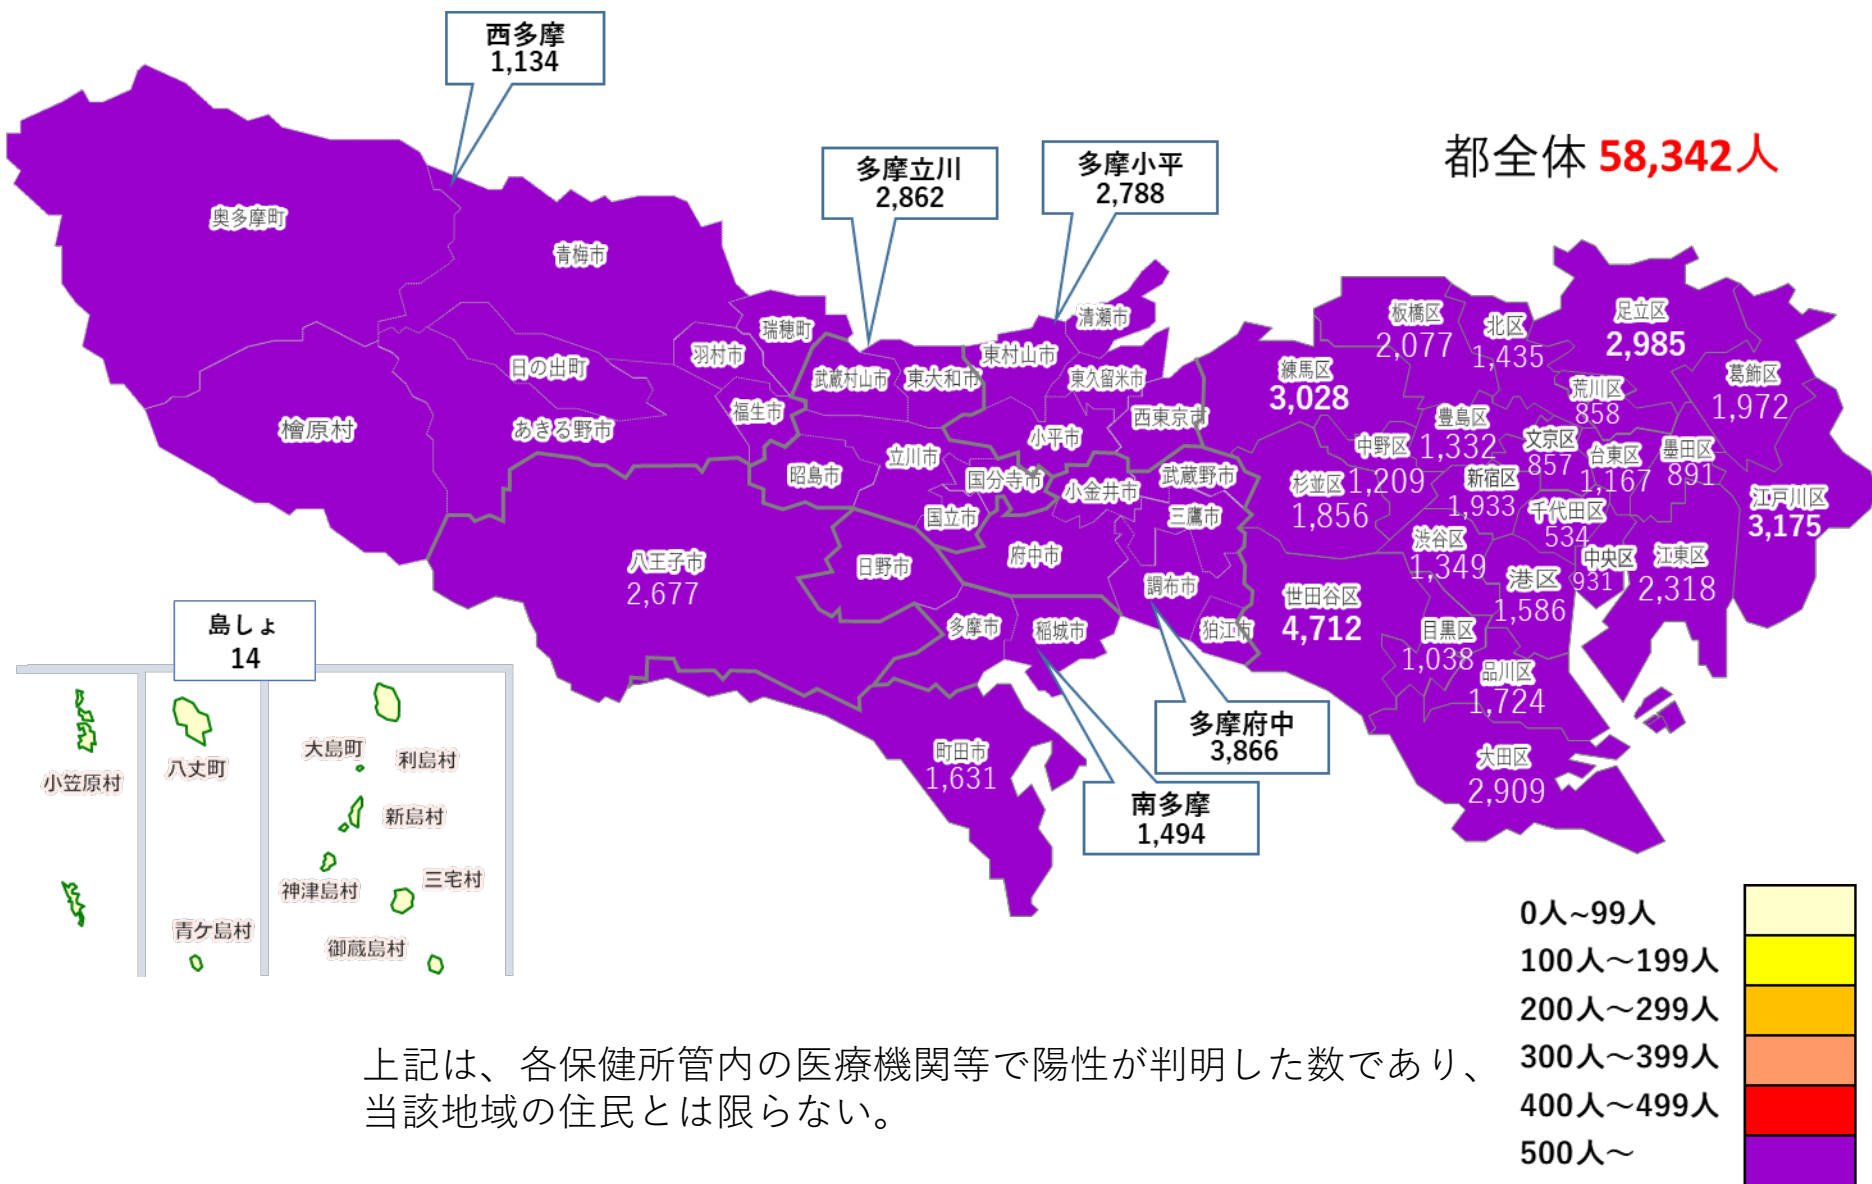 西多摩
1,134
多摩立川
2,862
多摩小平
2,788
都全体 58,342人
奥多摩町
青梅市
瑞穂町
羽村市
日の出町
福生市
あきる野市
檜原村
武蔵村山市
東大和市
東村山市
清瀬市
東久留米市
西東京市
小平市
立川市
昭島市
国分寺市
国立市
小金井市
武蔵野市
三鷹市
府中市
調布市
狛江市
八王子市
2,677
日野市
多摩市
稲城市
町田市
1,631
多摩府中
3,866
南多摩
1,494
板橋区
2,077
北区
1,435
足立区
2,985
葛飾区
1,972
練馬区
3,028
荒川区
858
豊島区
1,332
文京区
857
台東区
1,167
墨田区
891
中野区
1,209
杉並区
1,856
新宿区
1,933
千代田区
534
江戸川区
3,175
渋谷区
1,349
港区
1,586
中央区
931
江東区
2,318
世田谷区
4,712
目黒区
1,038
品川区
1,724
大田区
2,909
島しょ
14
小笠原村
八丈町
青ケ島村
大島町
利島村
新島村
神津島村
三宅村
御蔵島村
0人~99人
100人～199人
200人～299人
300人～399人
400人～499人
500人～
上記は、各保健所管内の医療機関等で陽性が判明した数であり、
当該地域の住民とは限らない。